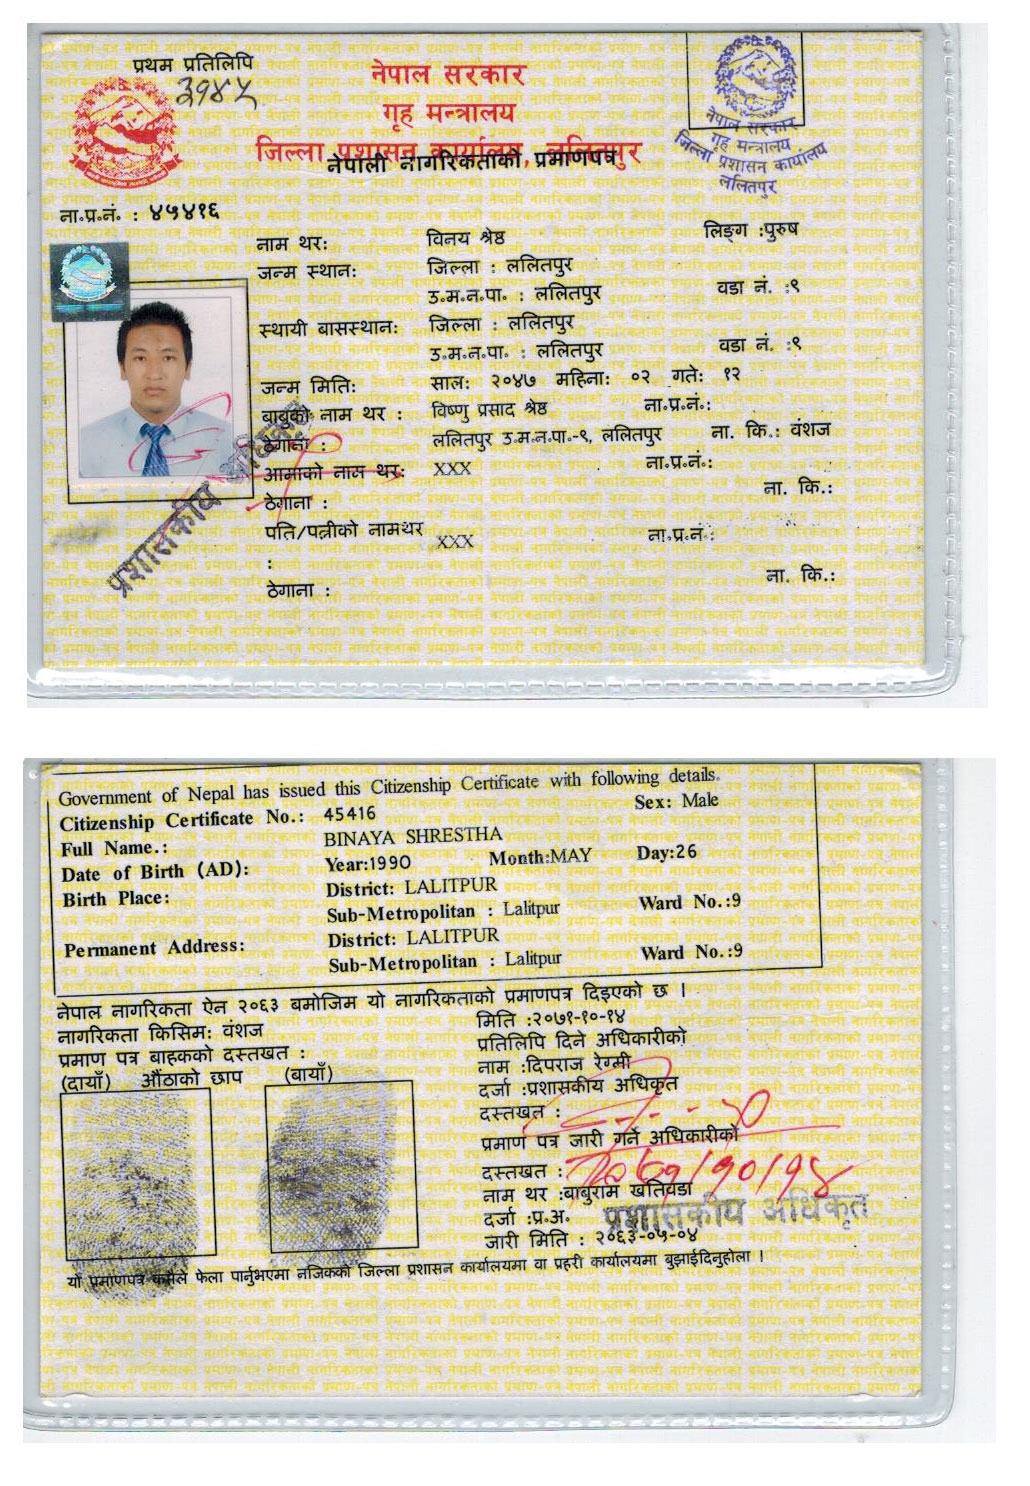 प्रथम प्रतिलिपि
३१४५
नेपाल सरकार
गृह मन्त्रालय
जिल्ला प्रशासन कार्यालय, ललितपुर
नेपाली नागरिकताको प्रमाणपत्र
नेपाल सरकार
गृह मन्त्रालय
जिल्ला प्रशासन कार्यालय
ललितपुर
ना.प्र.नं. : ४५४१६
नाम थर: विनय श्रेष्ठ लिङ्ग :पुरुष
जन्म स्थान: जिल्ला : ललितपुर
उ.म.न.पा. : ललितपुर वडा नं. :९
स्थायी बासस्थान: जिल्ला : ललितपुर
उ.म.न.पा. : ललितपुर वडा नं. :९
जन्म मिति: साल: २०४७ महिना: ०२ गते: १२
बाबुको नाम थर : विष्णु प्रसाद श्रेष्ठ ना.प्र.नं.:
ठेगाना : ललितपुर उ.म.न.पा.-९, ललितपुर ना. कि.: वंशज
आमाको नाम थर: XXX ना.प्र.नं.:
ठेगाना : ना. कि.:
पति/पत्नीको नामथर XXX ना.प्र.नं.:
:
ठेगाना : ना. कि.:
प्रशासकीय अधिकृत
Government of Nepal has issued this Citizenship Certificate with following details.
Citizenship Certificate No.: 45416 Sex: Male
Full Name.: BINAYA SHRESTHA
Date of Birth (AD): Year:1990 Month:MAY Day:26
Birth Place: District: LALITPUR
Sub-Metropolitan : Lalitpur Ward No.:9
Permanent Address: District: LALITPUR
Sub-Metropolitan : Lalitpur Ward No.:9
नेपाल नागरिकता ऐन २०६३ बमोजिम यो नागरिकताको प्रमाणपत्र दिइएको छ ।
नागरिकता किसिम: वंशज
प्रमाण पत्र बाहकको दस्तखत :
(दायाँ) औंठाको छाप (बायाँ)
मिति :२०७१-१०-१४
प्रतिलिपि दिने अधिकारीको
नाम :दिपराज रेग्मी
दर्जा :प्रशासकीय अधिकृत
दस्तखत :
प्रमाण पत्र जारी गर्ने अधिकारीको
दस्तखत :
२०७१/१०/१४
नाम थर :बाबुराम खतिवडा
दर्जा :प्र.अ.
प्रशासकीय अधिकृत
जारी मिति : २०६३-०५-०४
यो प्रमाणपत्र कसैले फेला पार्नुभएमा नजिकको जिल्ला प्रशासन कार्यालयमा वा प्रहरी कार्यालयमा बुझाईदिनुहोला ।